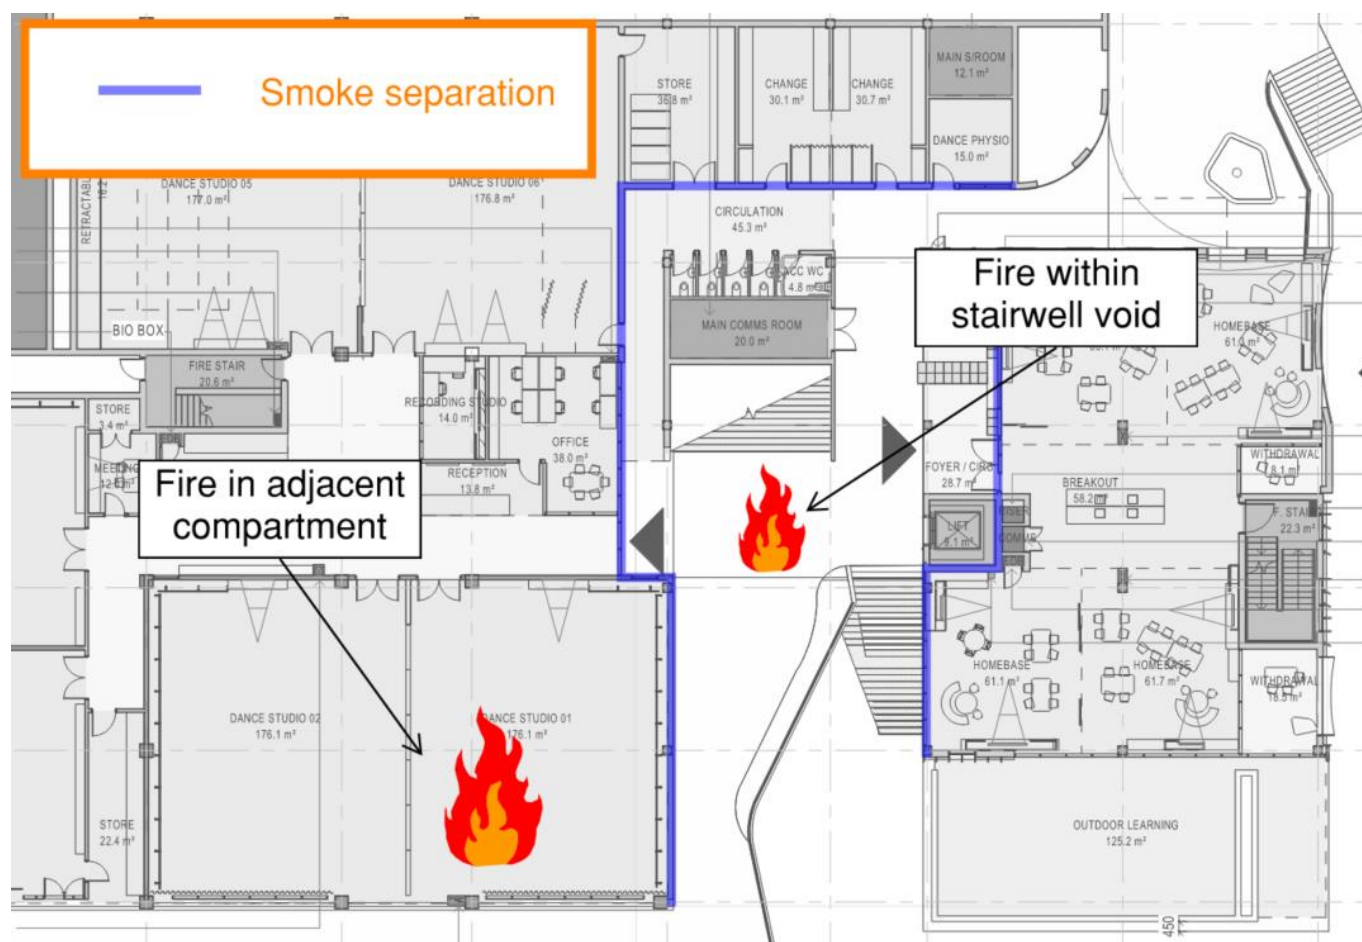 Smoke separation
MAIN S/ROOM
12.1 m²
STORE
36.8 m²
CHANGE
30.1 m²
CHANGE
30.7 m²
DANCE PHYSIO
15.0 m²
DANCE STUDIO 05
177.0 m²
DANCE STUDIO 06
176.8 m²
CIRCULATION
45.3 m²
ACC WC
4.8 m²
Fire within
stairwell void
MAIN COMMS ROOM
20.0 m²
BIO BOX
HOMEBASE
FIRE STAIR
20.6 m²
STORE
3.4 m²
RECORDING STUDIO
14.0 m²
OFFICE
38.0 m²
RECEPTION
13.8 m²
Fire in adjacent
compartment
FOYER / CIRC
28.7 m²
BREAKOUT
58.2 m²
WITHDRAWAL
8.1 m²
LIFT
9.1 m²
F. STAIR
22.3 m²
DANCE STUDIO 02
176.1 m²
DANCE STUDIO 01
176.1 m²
HOMEBASE
61.1 m²
HOMEBASE
61.7 m²
WITHDRAWAL
STORE
22.4 m²
OUTDOOR LEARNING
125.2 m²
450